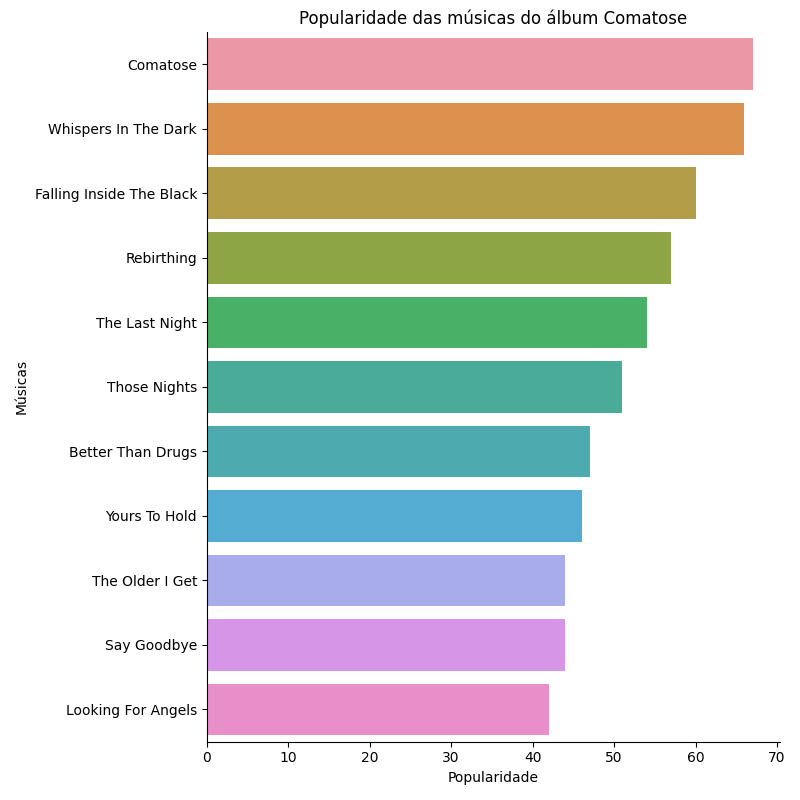 Popularidade das músicas do álbum Comatose
Comatose
Whispers In The Dark
Falling Inside The Black
Rebirthing
The Last Night
Those Nights
Better Than Drugs
Yours To Hold
The Older I Get
Say Goodbye
Looking For Angels
Músicas
0 10 20 30 40 50 60 70
Popularidade